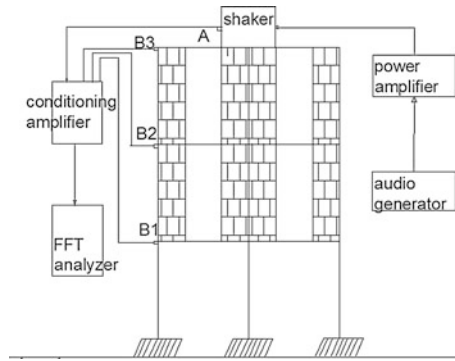 shaker
A
B3
power
amplifier
conditioning
amplifier
B2
audio
generator
B1
FFT
analyzer